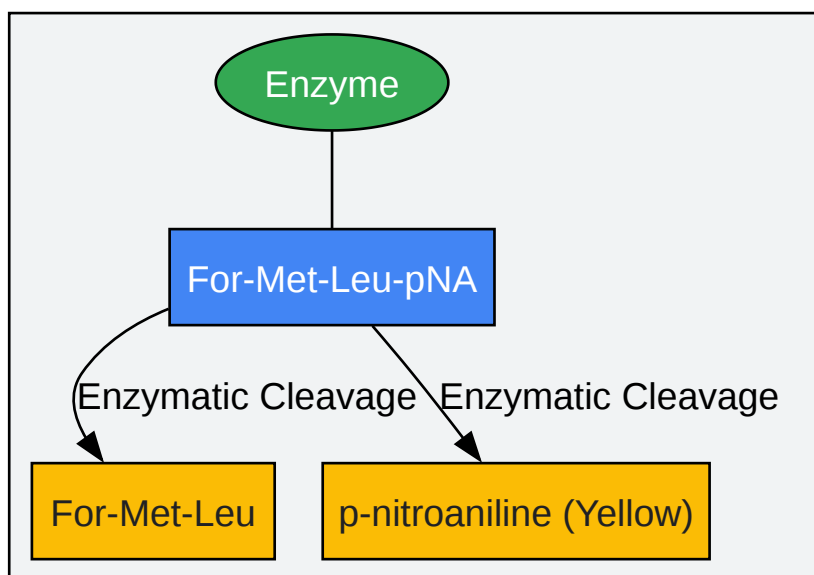 Enzyme
For-Met-Leu-pNA
Enzymatic Cleavage
Enzymatic Cleavage
For-Met-Leu
p-nitroaniline (Yellow)